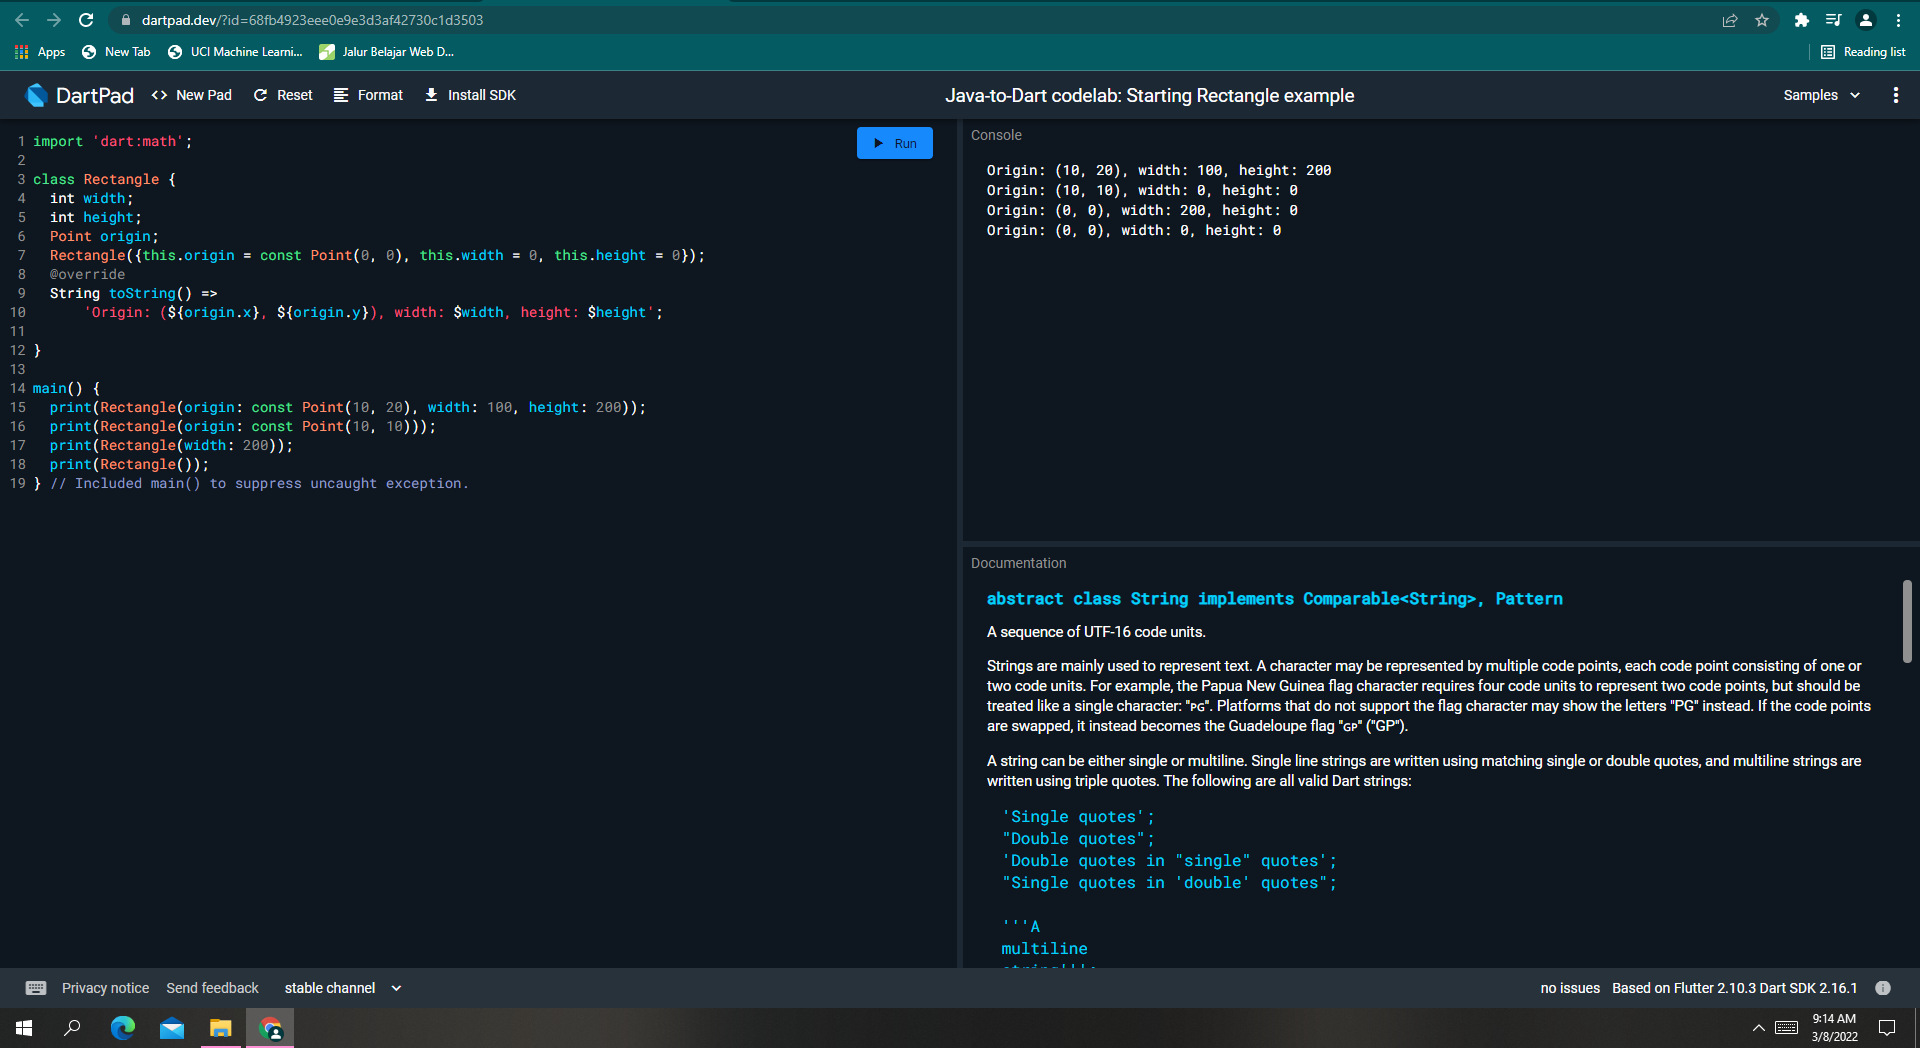 dartpad.dev/?id=68fb4923eee0e9e3d3af42730c1d3503
Apps New Tab UCI Machine Learni... Jalur Belajar Web D... Reading list
DartPad <> New Pad Reset Format Install SDK Java-to-Dart codelab: Starting Rectangle example Samples
Run
1 import 'dart:math';
2
3 class Rectangle {
4 int width;
5 int height;
6 Point origin;
7 Rectangle({this.origin = const Point(0, 0), this.width = 0, this.height = 0});
8 @override
9 String toString() =>
10 'Origin: (${origin.x}, ${origin.y}), width: $width, height: $height';
11
12 }
13
14 main() {
15 print(Rectangle(origin: const Point(10, 20), width: 100, height: 200));
16 print(Rectangle(origin: const Point(10, 10)));
17 print(Rectangle(width: 200));
18 print(Rectangle());
19 } // Included main() to suppress uncaught exception.
Console
Origin: (10, 20), width: 100, height: 200
Origin: (10, 10), width: 0, height: 0
Origin: (0, 0), width: 200, height: 0
Origin: (0, 0), width: 0, height: 0
Documentation
abstract class String implements Comparable<String>, Pattern
A sequence of UTF-16 code units.
Strings are mainly used to represent text. A character may be represented by multiple code points, each code point consisting of one or
two code units. For example, the Papua New Guinea flag character requires four code units to represent two code points, but should be
treated like a single character: "PG". Platforms that do not support the flag character may show the letters "PG" instead. If the code points
are swapped, it instead becomes the Guadeloupe flag "GP" ("GP").
A string can be either single or multiline. Single line strings are written using matching single or double quotes, and multiline strings are
written using triple quotes. The following are all valid Dart strings:
'Single quotes';
"Double quotes";
'Double quotes in "single" quotes';
"Single quotes in 'double' quotes";
'''A
multiline
Privacy notice Send feedback stable channel no issues Based on Flutter 2.10.3 Dart SDK 2.16.1
9:14 AM
3/8/2022